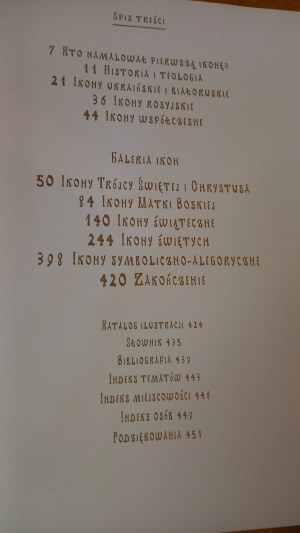 Spis treści
7 Kto namalował pierwszą ikonę?
11 Historia i teologia
21 Ikony ukraińskie i białoruskie
36 Ikony rosyjskie
44 Ikony współczesne
Galeria ikon
50 Ikony Trójcy Świętej i Chrystusa
84 Ikony Matki Boskiej
140 Ikony świąteczne
244 Ikony świętych
398 Ikony symboliczno-alegoryczne
420 Zakończenie
Katalog ilustracji 424
Słownik 435
Bibliografia 439
Indeks tematów 443
Indeks miejscowości 448
Indeks osób 449
Podziękowania 451